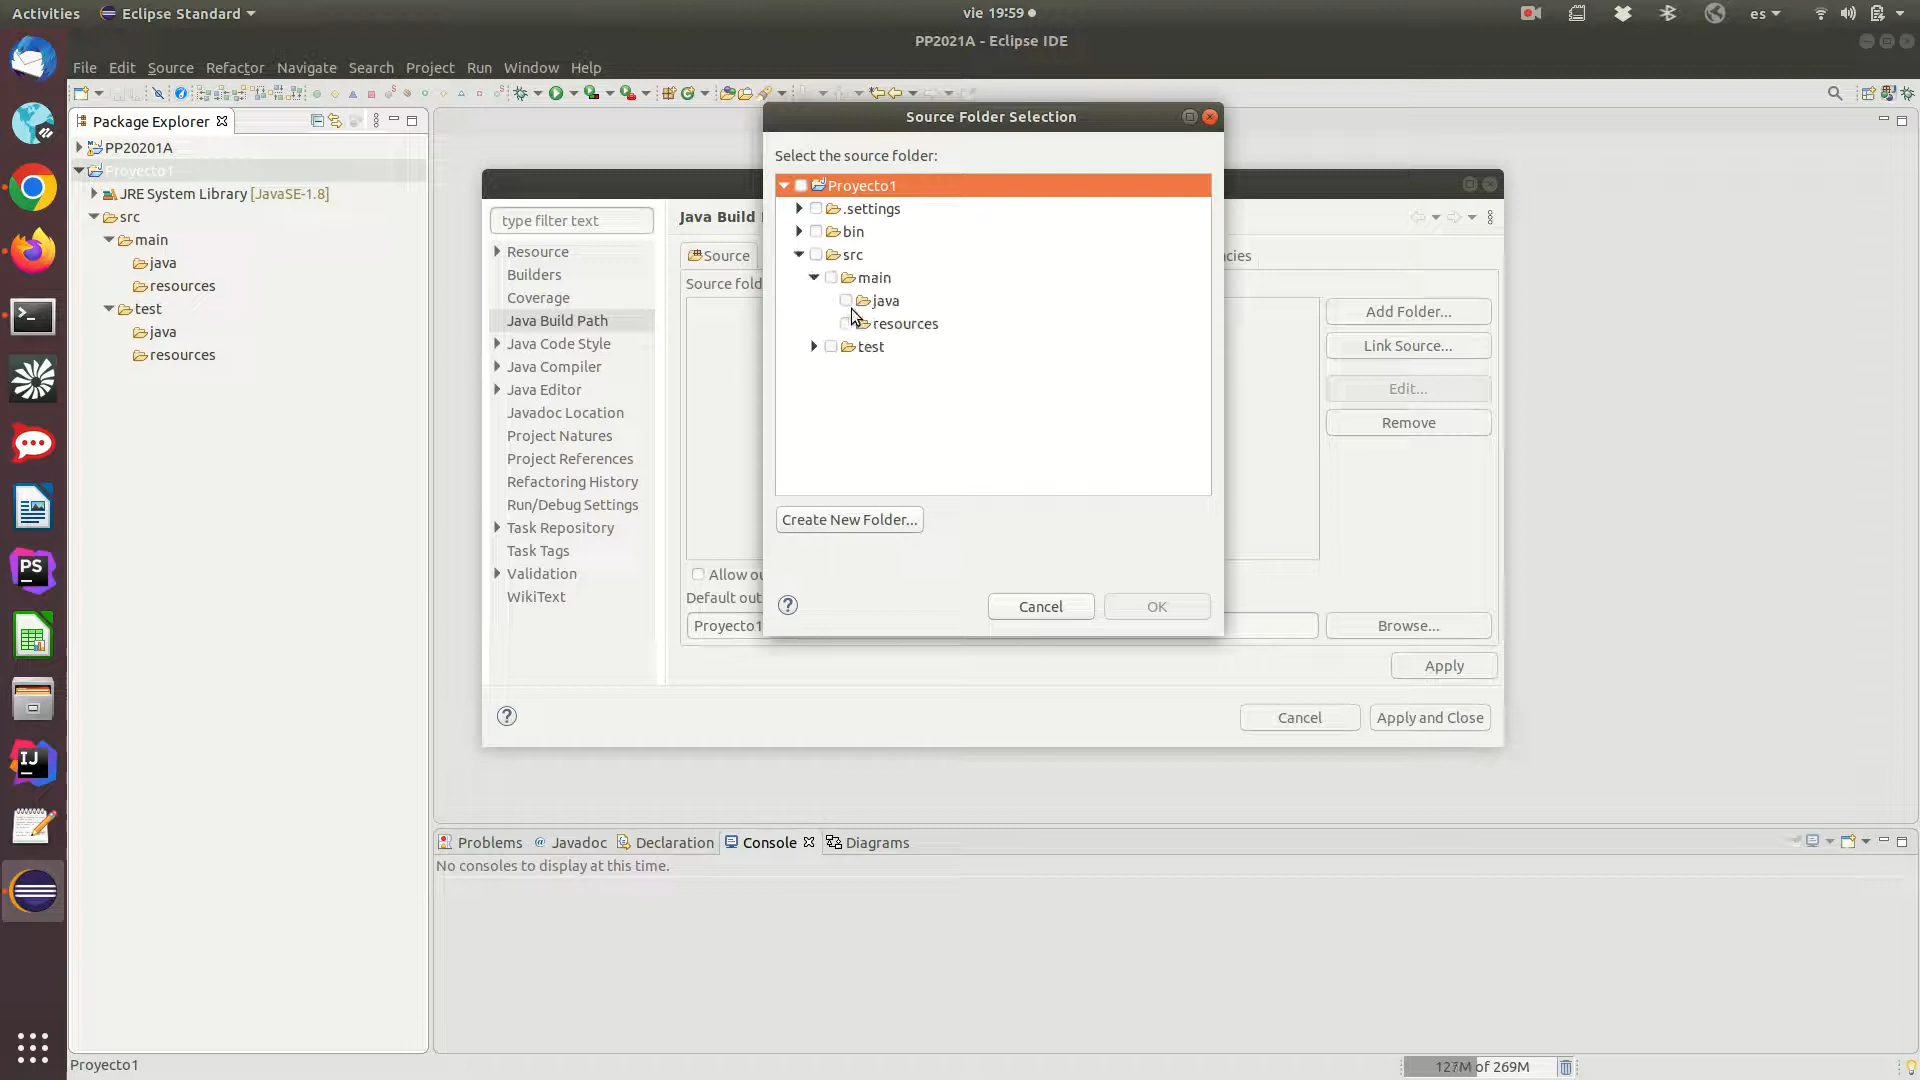 Activities
Eclipse Standard
vie 19:59
es
PP2021A - Eclipse IDE
File Edit Source Refactor Navigate Search Project Run Window Help
Package Explorer
PP20201A
Proyecto1
JRE System Library [JavaSE-1.8]
src
main
java
resources
test
java
resources
type filter text
Resource
Builders
Coverage
Java Build Path
Java Code Style
Java Compiler
Java Editor
Javadoc Location
Project Natures
Project References
Refactoring History
Run/Debug Settings
Task Repository
Task Tags
Validation
WikiText
Java Build
Source
cies
Source fold
Add Folder...
Link Source...
Edit...
Remove
Allow ou
Default out
Proyecto1
Browse...
Apply
Cancel
Apply and Close
Source Folder Selection
Select the source folder:
Proyecto1
.settings
bin
src
main
java
resources
test
Create New Folder...
Cancel
OK
Problems
@ Javadoc
Declaration
Console
Diagrams
No consoles to display at this time.
PS
IJ
Proyecto1
127M of 269M